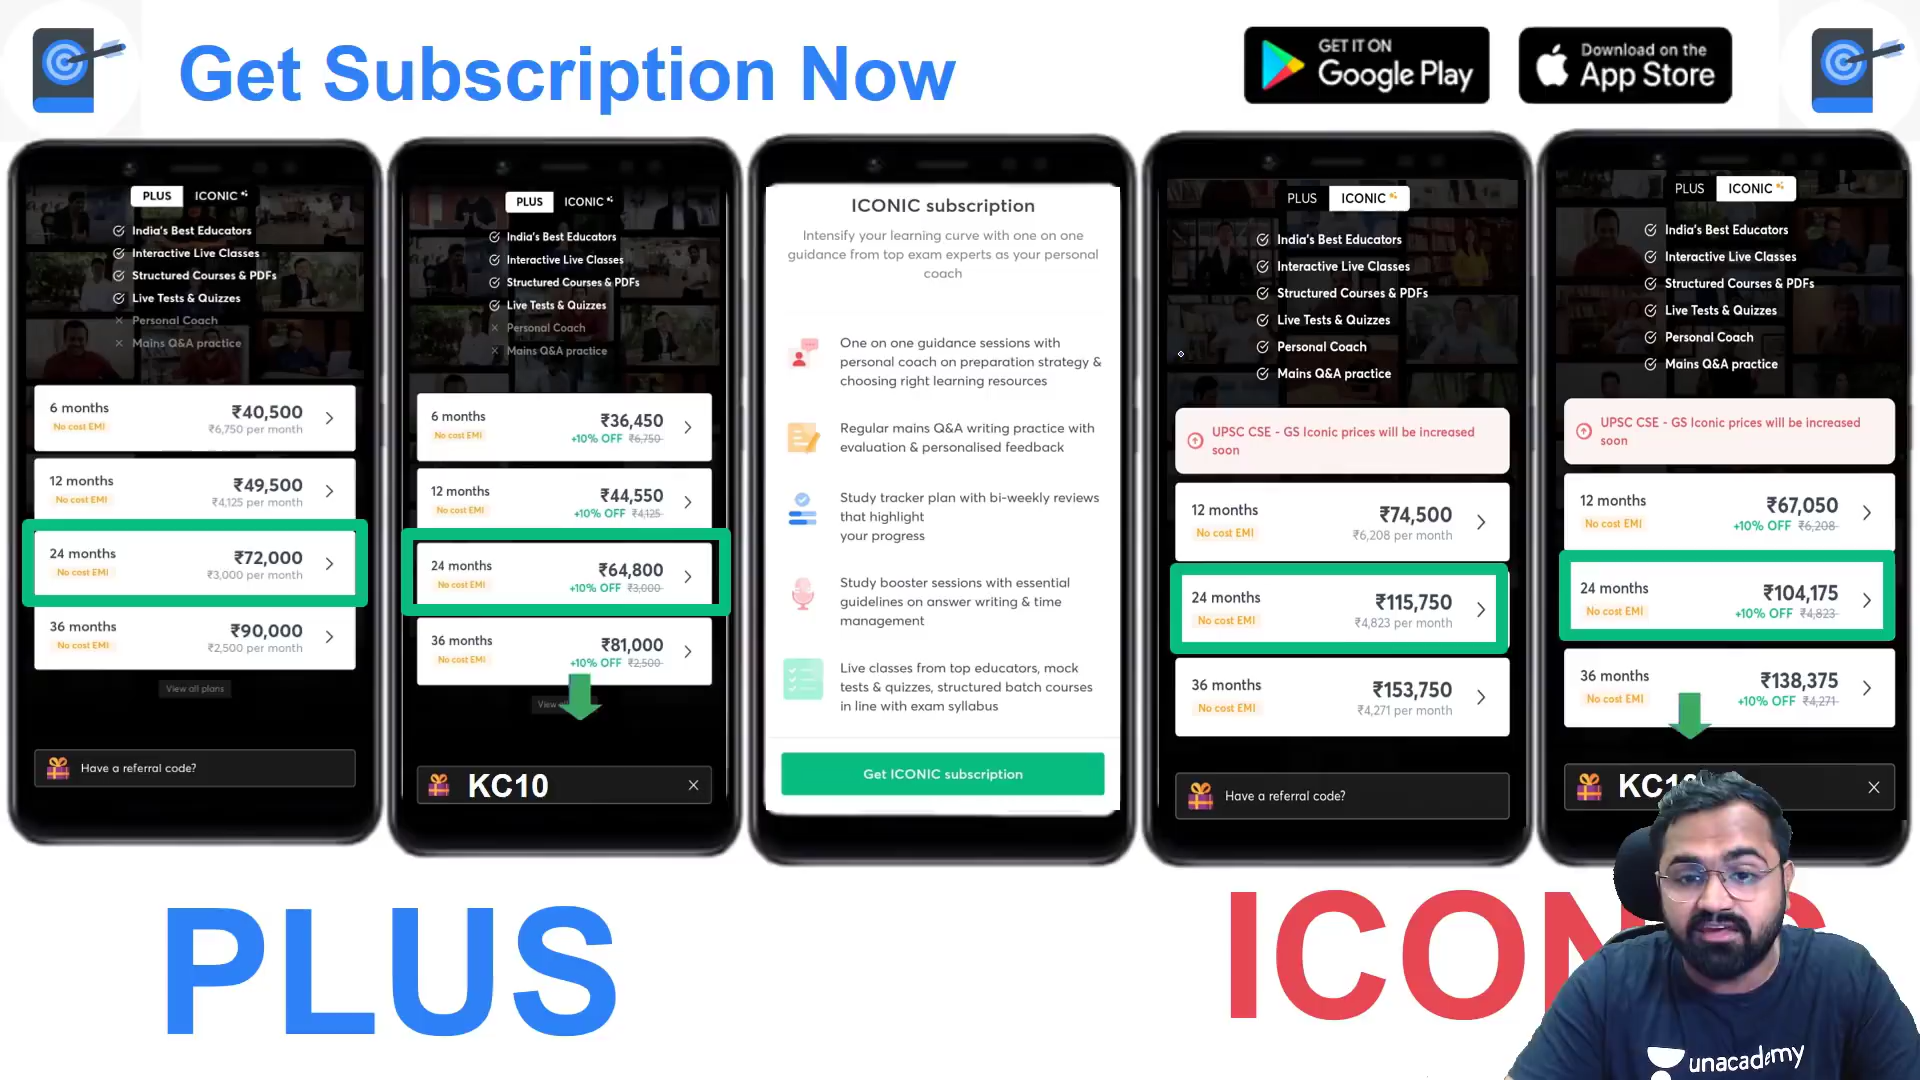 Get Subscription Now
GET IT ON
Google Play
Download on the
App Store
PLUS ICONIC
India's Best Educators
Interactive Live Classes
Structured Courses & PDFs
Live Tests & Quizzes
Personal Coach
Mains Q&A practice
6 months ₹40,500
No cost EMI ₹6,750 per month
12 months ₹49,500
No cost EMI ₹4,125 per month
24 months ₹72,000
No cost EMI ₹3,000 per month
36 months ₹90,000
No cost EMI ₹2,500 per month
View all plans
Have a referral code?
PLUS ICONIC
India's Best Educators
Interactive Live Classes
Structured Courses & PDFs
Live Tests & Quizzes
Personal Coach
Mains Q&A practice
6 months ₹36,450
No cost EMI +10% OFF ₹6,750
12 months ₹44,550
No cost EMI +10% OFF ₹4,125
24 months ₹64,800
No cost EMI +10% OFF ₹3,000
36 months ₹81,000
No cost EMI +10% OFF ₹2,500
View
KC10
ICONIC subscription
Intensify your learning curve with one on one
guidance from top exam experts as your personal
coach
One on one guidance sessions with
personal coach on preparation strategy &
choosing right learning resources
Regular mains Q&A writing practice with
evaluation & personalised feedback
Study tracker plan with bi-weekly reviews
that highlight
your progress
Study booster sessions with essential
guidelines on answer writing & time
management
Live classes from top educators, mock
tests & quizzes, structured batch courses
in line with exam syllabus
Get ICONIC subscription
PLUS ICONIC
India's Best Educators
Interactive Live Classes
Structured Courses & PDFs
Live Tests & Quizzes
Personal Coach
Mains Q&A practice
UPSC CSE - GS Iconic prices will be increased
soon
12 months ₹74,500
No cost EMI ₹6,208 per month
24 months ₹115,750
No cost EMI ₹4,823 per month
36 months ₹153,750
No cost EMI ₹4,271 per month
Have a referral code?
PLUS ICONIC
India's Best Educators
Interactive Live Classes
Structured Courses & PDFs
Live Tests & Quizzes
Personal Coach
Mains Q&A practice
UPSC CSE - GS Iconic prices will be increased
soon
12 months ₹67,050
No cost EMI +10% OFF ₹6,208
24 months ₹104,175
No cost EMI +10% OFF ₹4,823
36 months ₹138,375
No cost EMI +10% OFF ₹4,271
PLUS
unacademy